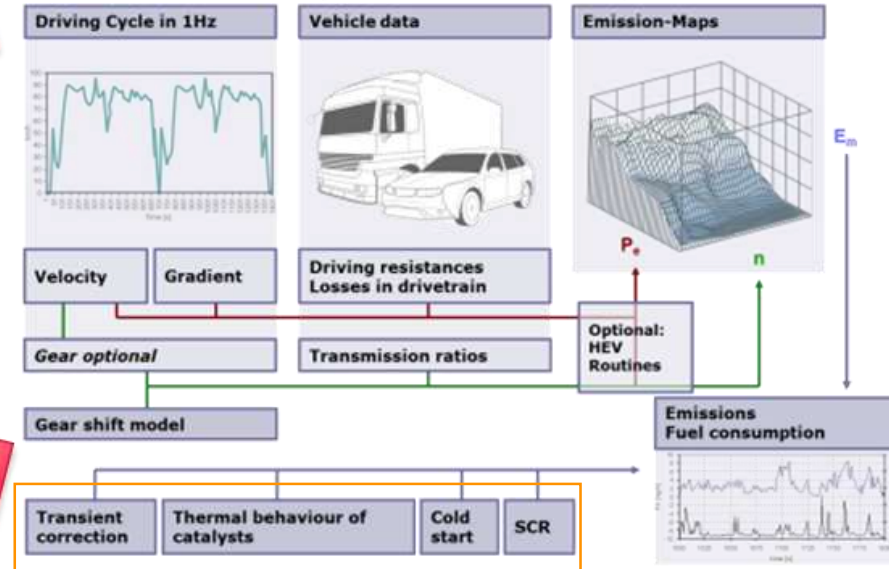 Driving Cycle in 1Hz
Vehicle data
Emission-Maps
Em
Pe
n
Velocity
Gradient
Driving resistances
Losses in drivetrain
Optional:
HEV
Routines
Gear optional
Transmission ratios
Gear shift model
Emissions
Fuel consumption
Transient
correction
Thermal behaviour of
catalysts
Cold
start
SCR